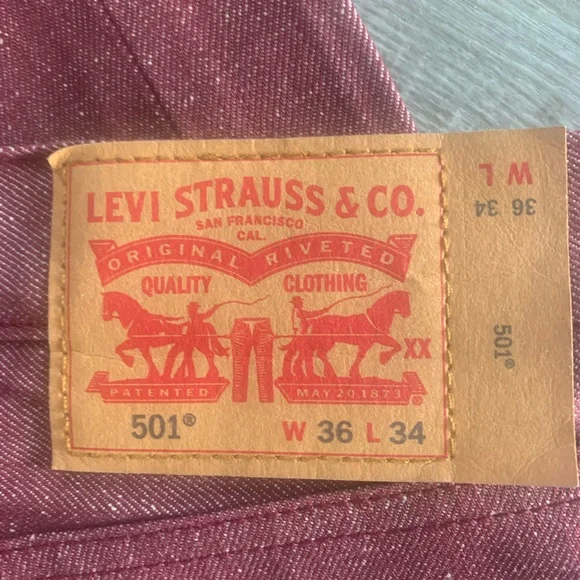 LEVI STRAUSS & CO.
SAN FRANCISCO
CAL.
ORIGINAL RIVETED
QUALITY CLOTHING
XX
PATENTED MAY 20 1873 ®
501® W 36 L 34
W L
36 34
501®